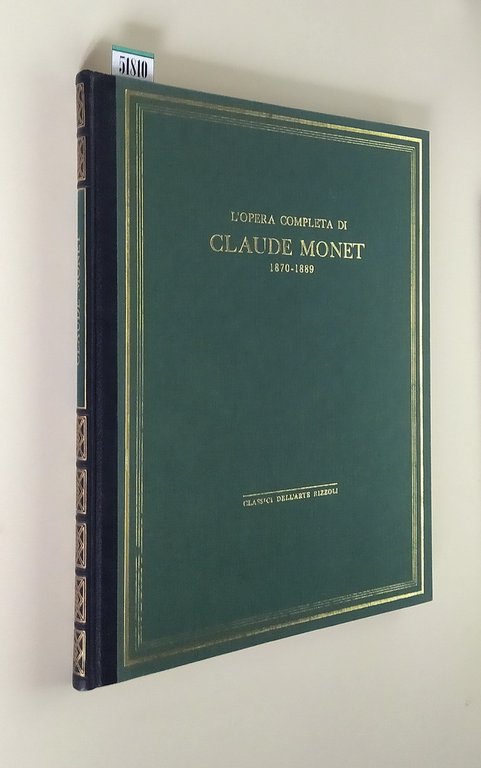 51810
L'OPERA COMPLETA DI
CLAUDE MONET
1870-1889
CLASSICI DELL'ARTE RIZZOLI
CLAUDE MONET